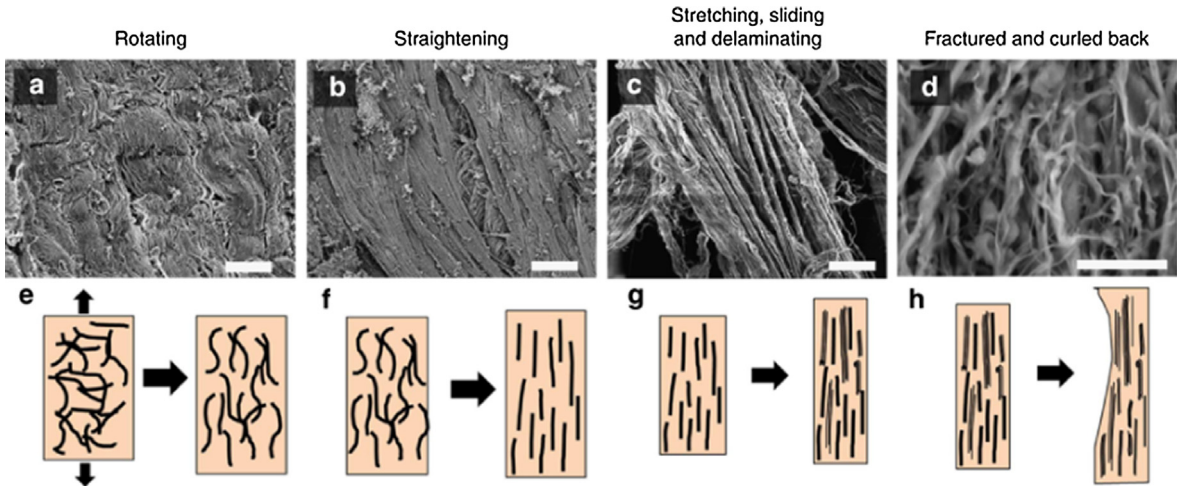 Rotating
Straightening
Stretching, sliding
and delaminating
Fractured and curled back
a
b
c
d
e
f
g
h